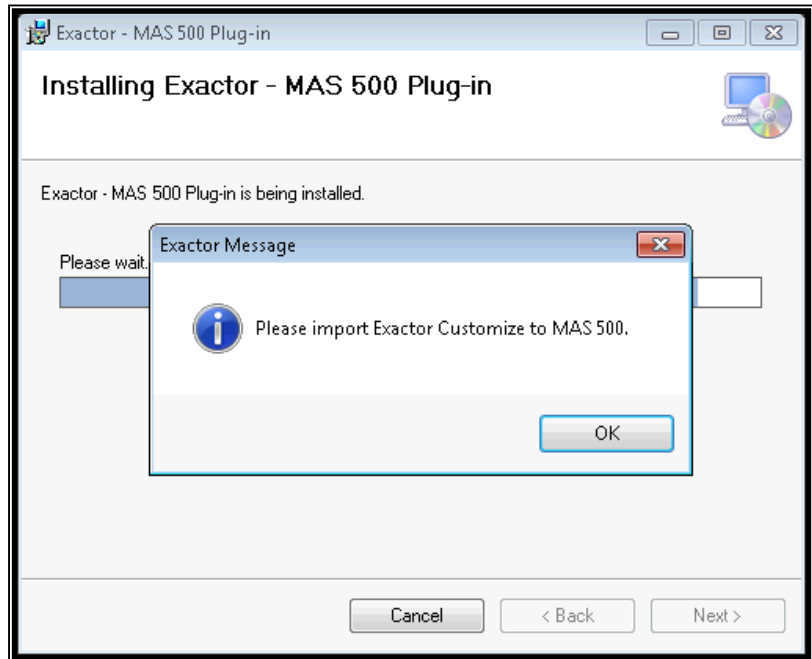 Exactor - MAS 500 Plug-in
Installing Exactor - MAS 500 Plug-in
Exactor - MAS 500 Plug-in is being installed.
Please wait.
Exactor Message
Please import Exactor Customize to MAS 500.
OK
Cancel
< Back
Next >